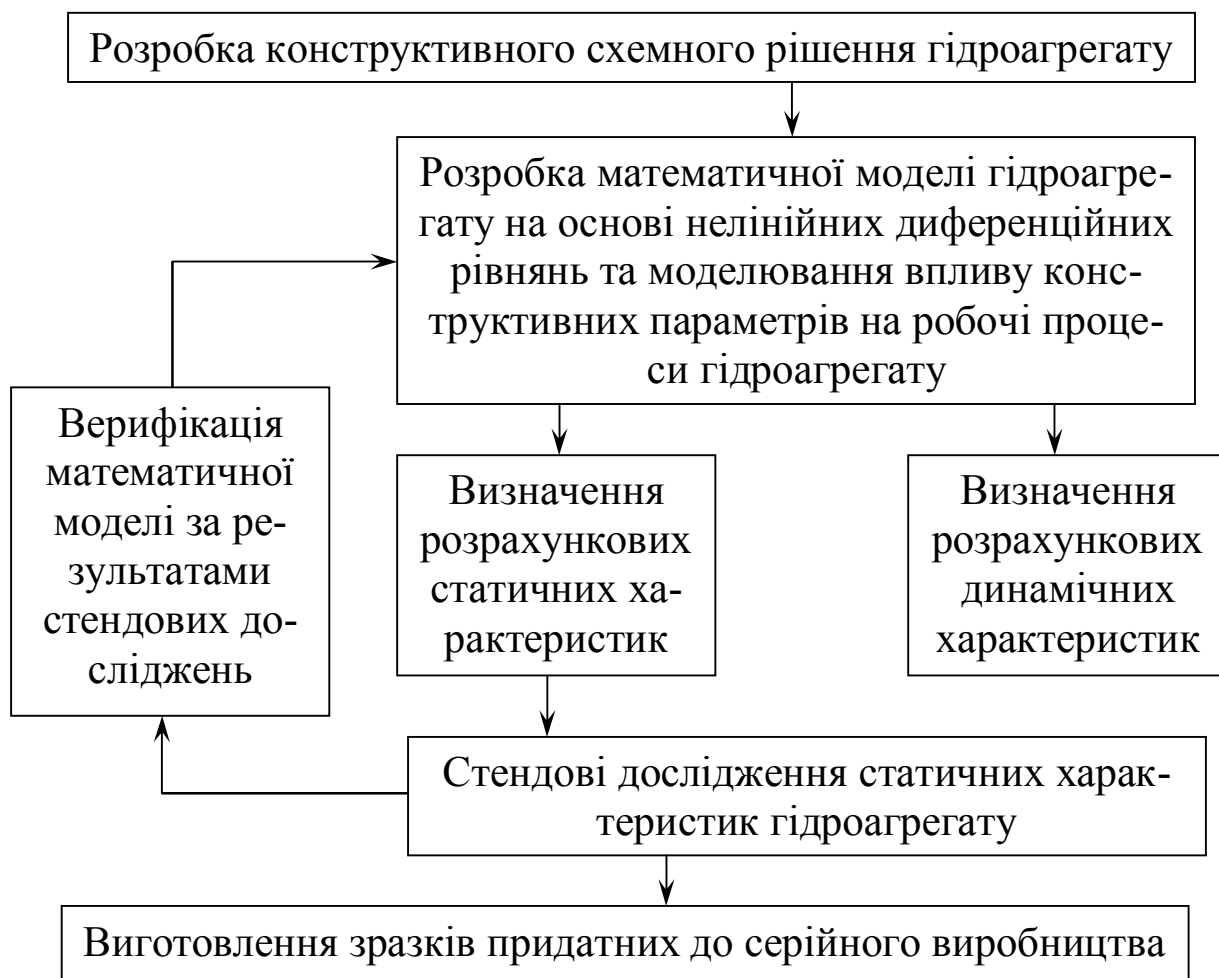 Розробка конструктивного схемного рішення гідроагрегату
Розробка математичної моделі гідроагре-
гату на основі нелінійних диференційних
рівнянь та моделювання впливу конс-
труктивних параметрів на робочі проце-
си гідроагрегату
Верифікація
математичної
моделі за ре-
зультатами
стендових до-
сліджень
Визначення
розрахункових
статичних ха-
рактеристик
Визначення
розрахункових
динамічних
характеристик
Стендові дослідження статичних харак-
теристик гідроагрегату
Виготовлення зразків придатних до серійного виробництва